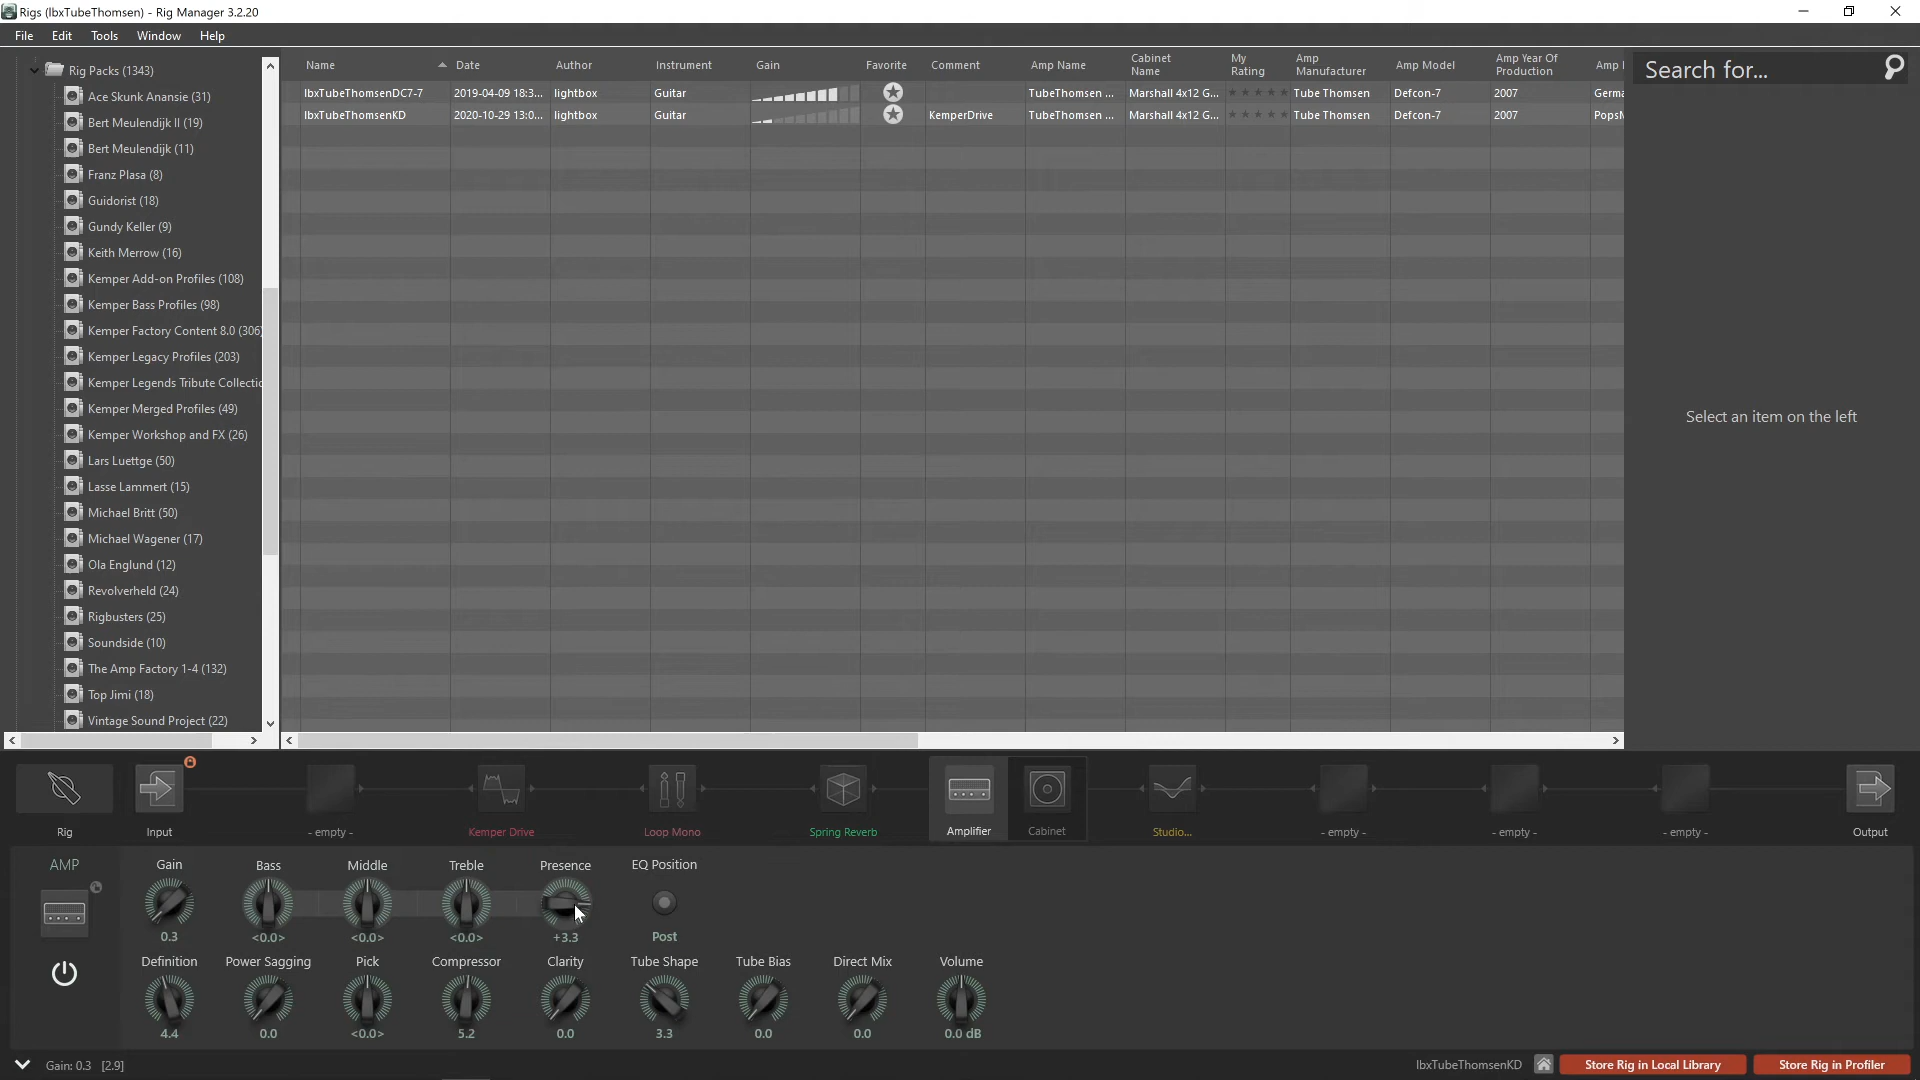 Rigs (lbxTubeThomsen) - Rig Manager 3.2.20
File Edit Tools Window Help
Rig Packs (1343)
Ace Skunk Anansie (31)
Bert Meulendijk II (19)
Bert Meulendijk (11)
Franz Plasa (8)
Guidorist (18)
Gundy Keller (9)
Keith Merrow (16)
Kemper Add-on Profiles (108)
Kemper Bass Profiles (98)
Kemper Factory Content 8.0 (306)
Kemper Legacy Profiles (203)
Kemper Legends Tribute Collectic
Kemper Merged Profiles (49)
Kemper Workshop and FX (26)
Lars Luettge (50)
Lasse Lammert (15)
Michael Britt (50)
Michael Wagener (17)
Ola Englund (12)
Revolverheld (24)
Rigbusters (25)
Soundside (10)
The Amp Factory 1-4 (132)
Top Jimi (18)
Vintage Sound Project (22)
Name Date Author Instrument Gain Favorite Comment Amp Name Cabinet Name My Rating Amp Manufacturer Amp Model Amp Year Of Production Amp
lbxTubeThomsenDC7-7 2019-04-09 18:3... lightbox Guitar TubeThomsen ... Marshall 4x12 G... Tube Thomsen Defcon-7 2007 Germa
lbxTubeThomsenKD 2020-10-29 13:0... lightbox Guitar KemperDrive TubeThomsen ... Marshall 4x12 G... Tube Thomsen Defcon-7 2007 PopsM
Search for...
Select an item on the left
Rig Input - empty - Kemper Drive Loop Mono Spring Reverb Amplifier Cabinet Studio... - empty - - empty - - empty - Output
AMP
Gain Bass Middle Treble Presence EQ Position
0.3 <0.0> <0.0> <0.0> +3.3 Post
Definition Power Sagging Pick Compressor Clarity Tube Shape Tube Bias Direct Mix Volume
4.4 0.0 <0.0> 5.2 0.0 3.3 0.0 0.0 0.0 dB
Gain: 0.3 [2.9]
lbxTubeThomsenKD Store Rig in Local Library Store Rig in Profiler